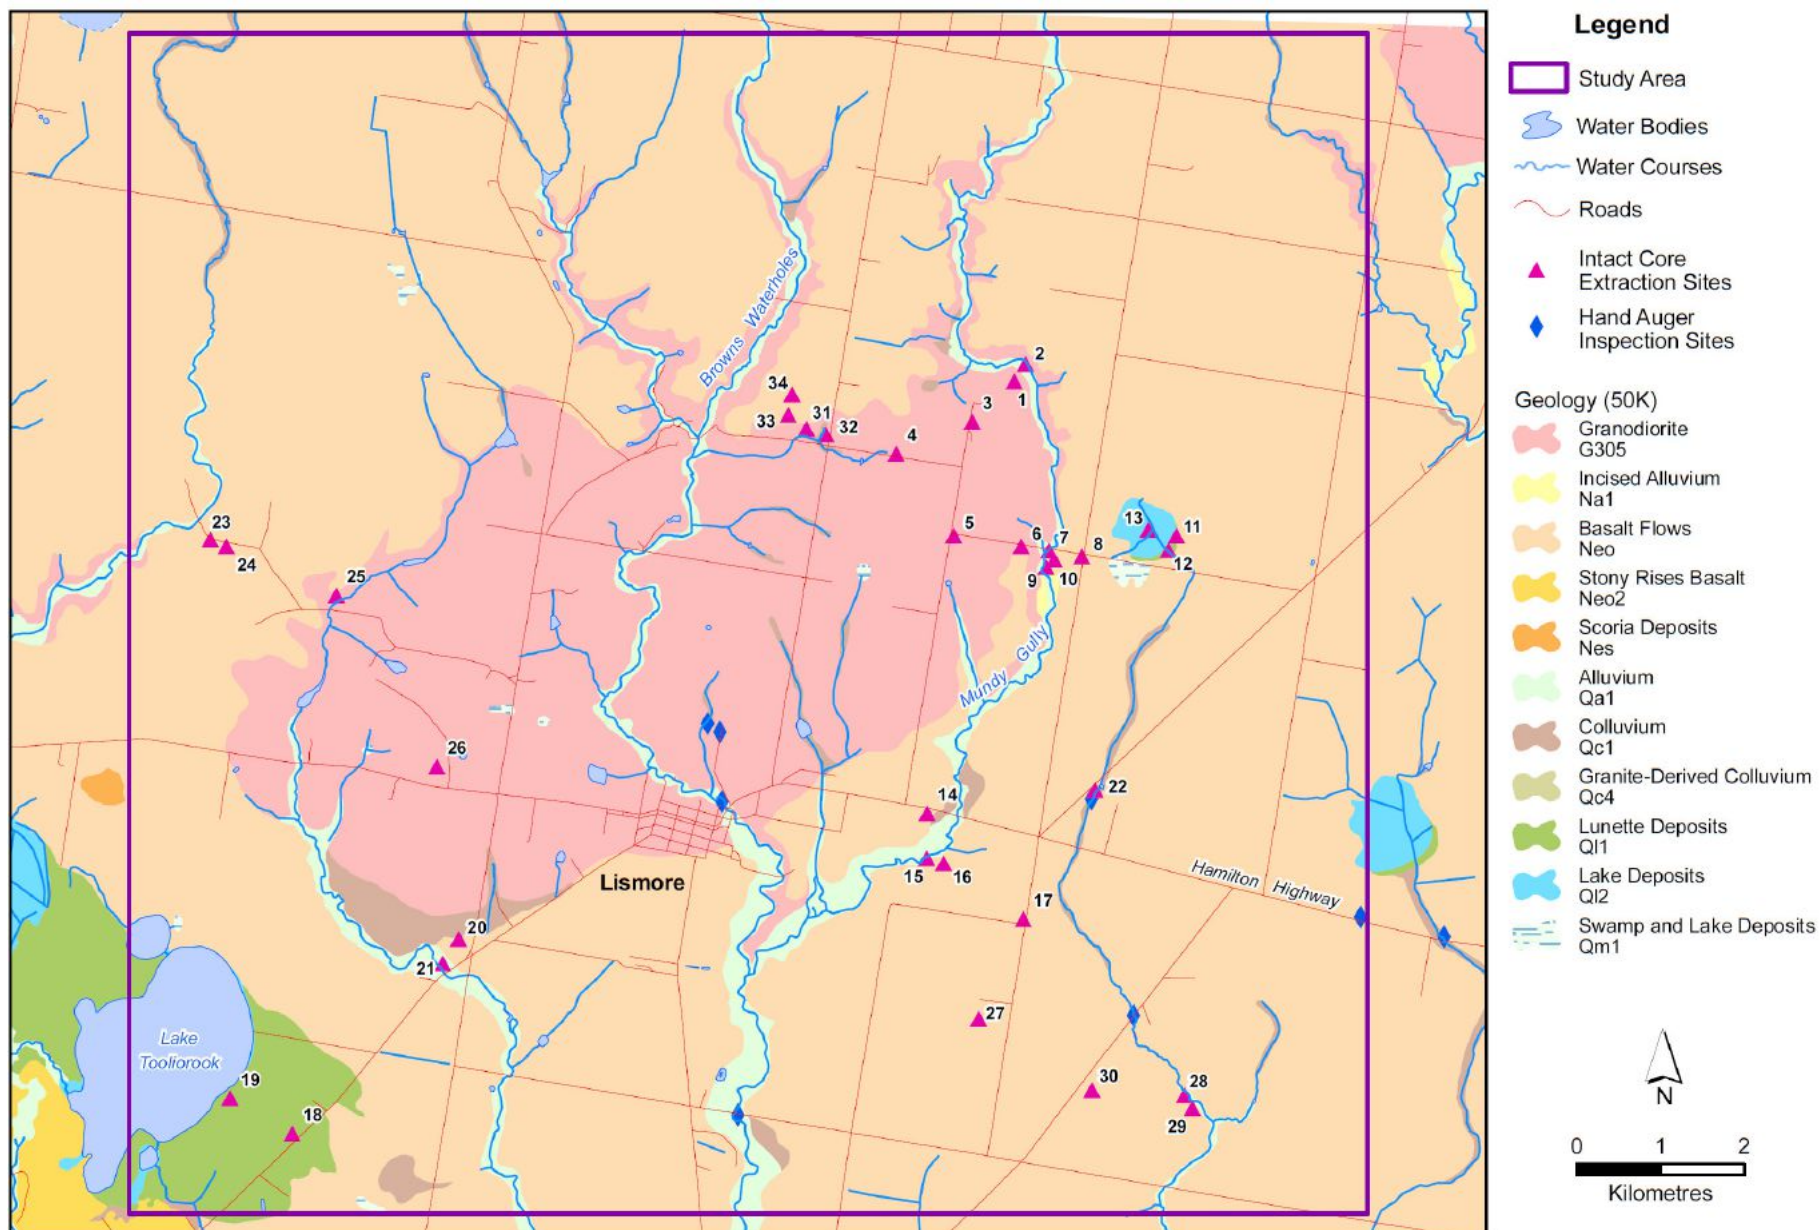 Legend
Study Area
Water Bodies
Water Courses
Roads
Intact Core
Extraction Sites
Hand Auger
Inspection Sites
Geology (50K)
Granodiorite
G305
Incised Alluvium
Na1
Basalt Flows
Neo
Stony Rises Basalt
Neo2
Scoria Deposits
Nes
Alluvium
Qa1
Colluvium
Qc1
Granite-Derived Colluvium
Qc4
Lunette Deposits
Ql1
Lake Deposits
Ql2
Swamp and Lake Deposits
Qm1
N
0 1 2
Kilometres
Browns Waterholes
2
1
34
33
31
32
3
4
5
6
7
8
9
10
13
11
12
23
24
25
Mundy Gully
26
14
22
15
16
Hamilton Highway
Lismore
17
20
21
27
Lake
Tooliorook
19
18
30
28
29